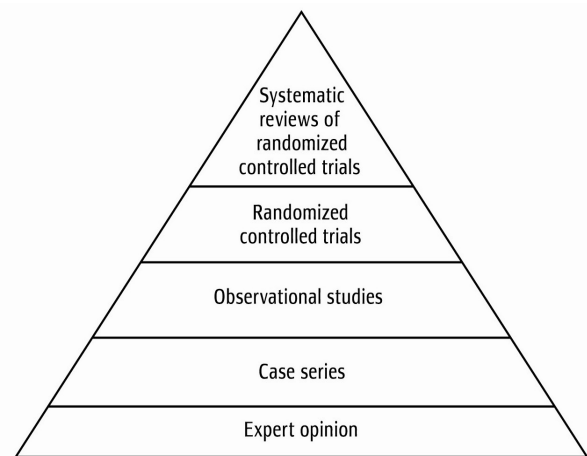 Systematic
reviews of
randomized
controlled trials
Randomized
controlled trials
Observational studies
Case series
Expert opinion